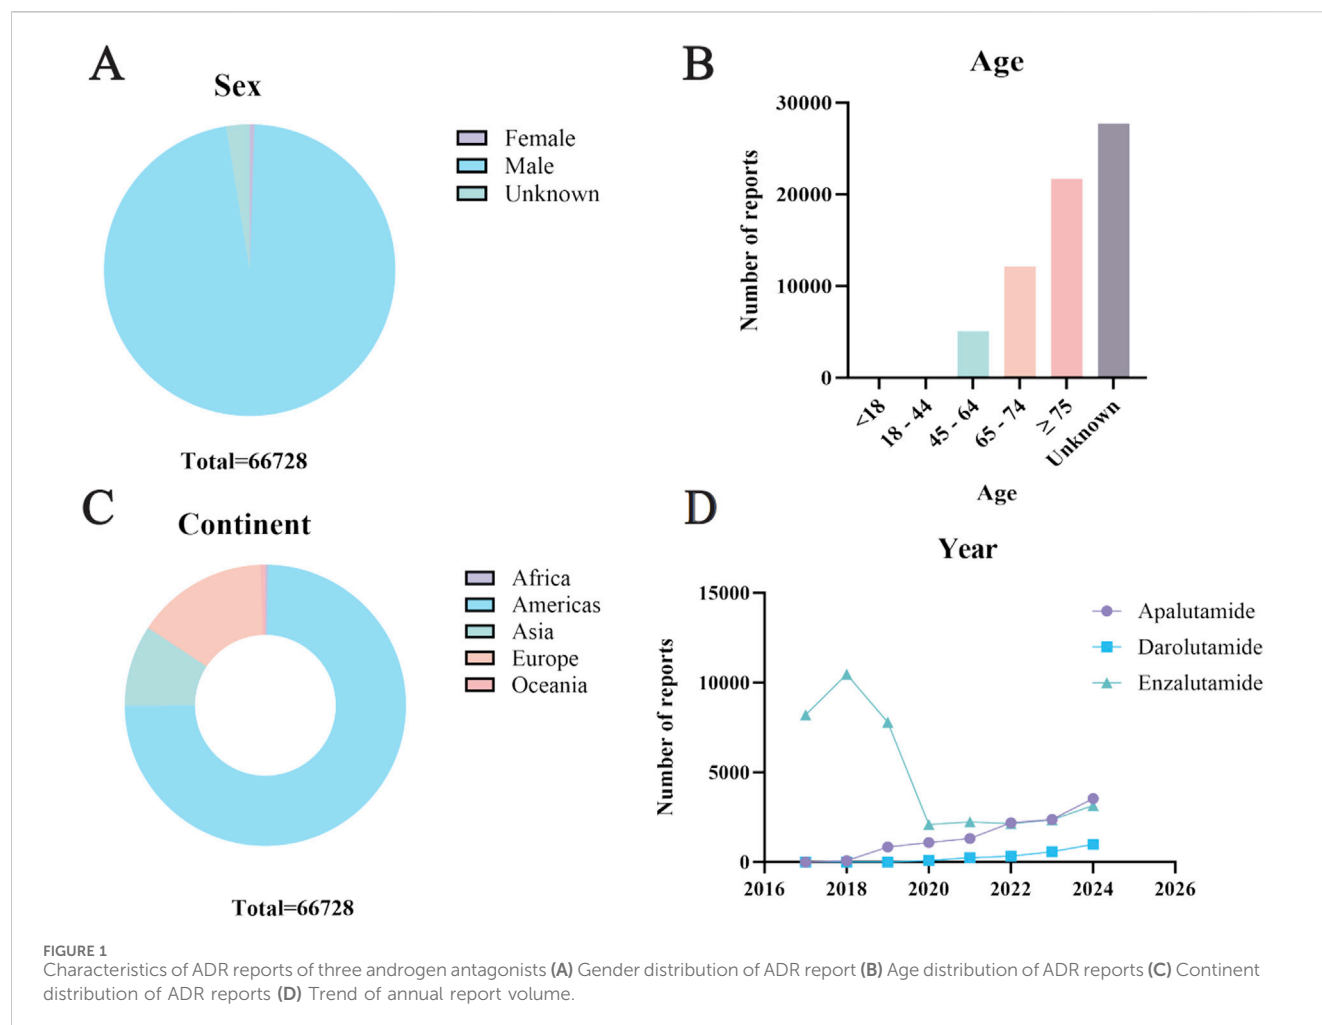 A
Sex
Female
Male
Unknown
Total=66728
B
Age
Number of reports
30000
20000
10000
0
<18
18 - 44
45 - 64
65 - 74
≥ 75
Unknown
Age
C
Continent
Africa
Americas
Asia
Europe
Oceania
Total=66728
D
Year
Number of reports
15000
10000
5000
0
2016
2018
2020
2022
2024
2026
Apalutamide
Darolutamide
Enzalutamide
FIGURE 1
Characteristics of ADR reports of three androgen antagonists (A) Gender distribution of ADR report (B) Age distribution of ADR reports (C) Continent
distribution of ADR reports (D) Trend of annual report volume.